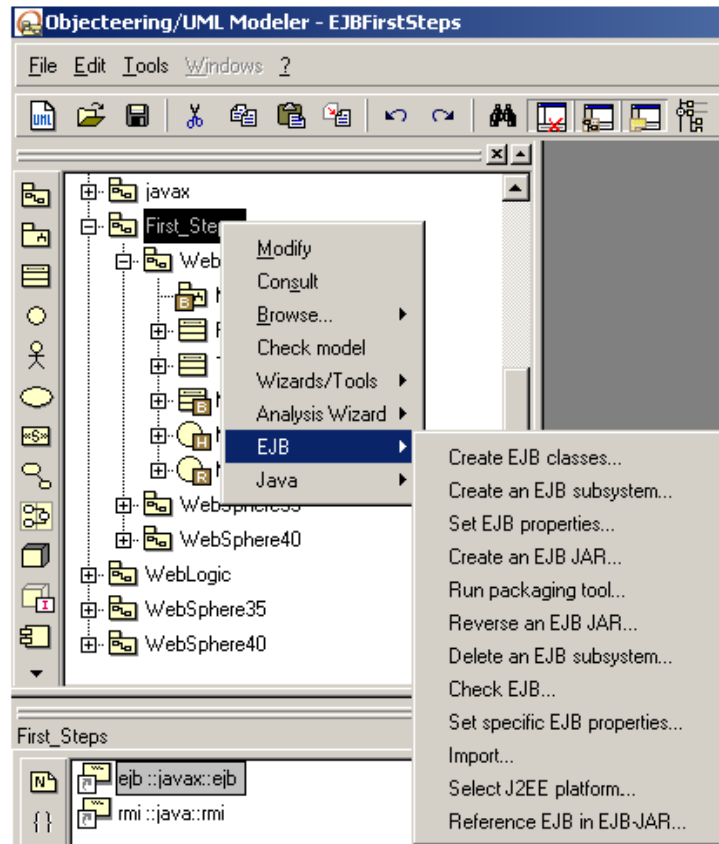 Objecteering/UML Modeler - EJBFirstSteps
File Edit Tools Windows ?
UML
javax
First_Step
Web
B
Modify
Consult
Browse...
Check model
Wizards/Tools
B
Analysis Wizard
H
EJB
R
Java
Create EJB classes...
Create an EJB subsystem...
WebSphere40
Set EJB properties...
WebLogic
Create an EJB JAR...
Run packaging tool...
WebSphere35
Reverse an EJB JAR...
WebSphere40
Delete an EJB subsystem...
Check EJB...
Set specific EJB properties...
First_Steps
Import...
ejb ::javax::ejb
Select J2EE platform...
rmi ::java::rmi
Reference EJB in EJB-JAR...
«S»
I
N
{ }